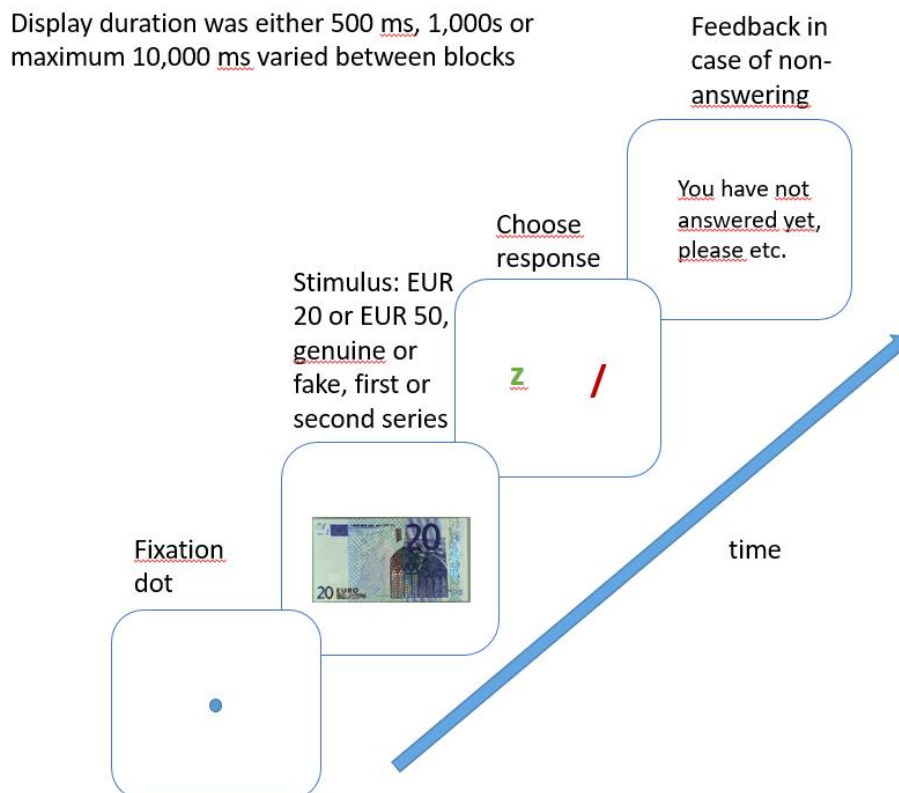 Display duration was either 500 ms, 1,000s or
maximum 10,000 ms varied between blocks
Feedback in
case of non-
answering
You have not
answered yet,
please etc.
Choose
response
z /
Stimulus: EUR
20 or EUR 50,
genuine or
fake, first or
second series
20
20 EURO
Fixation
dot
time